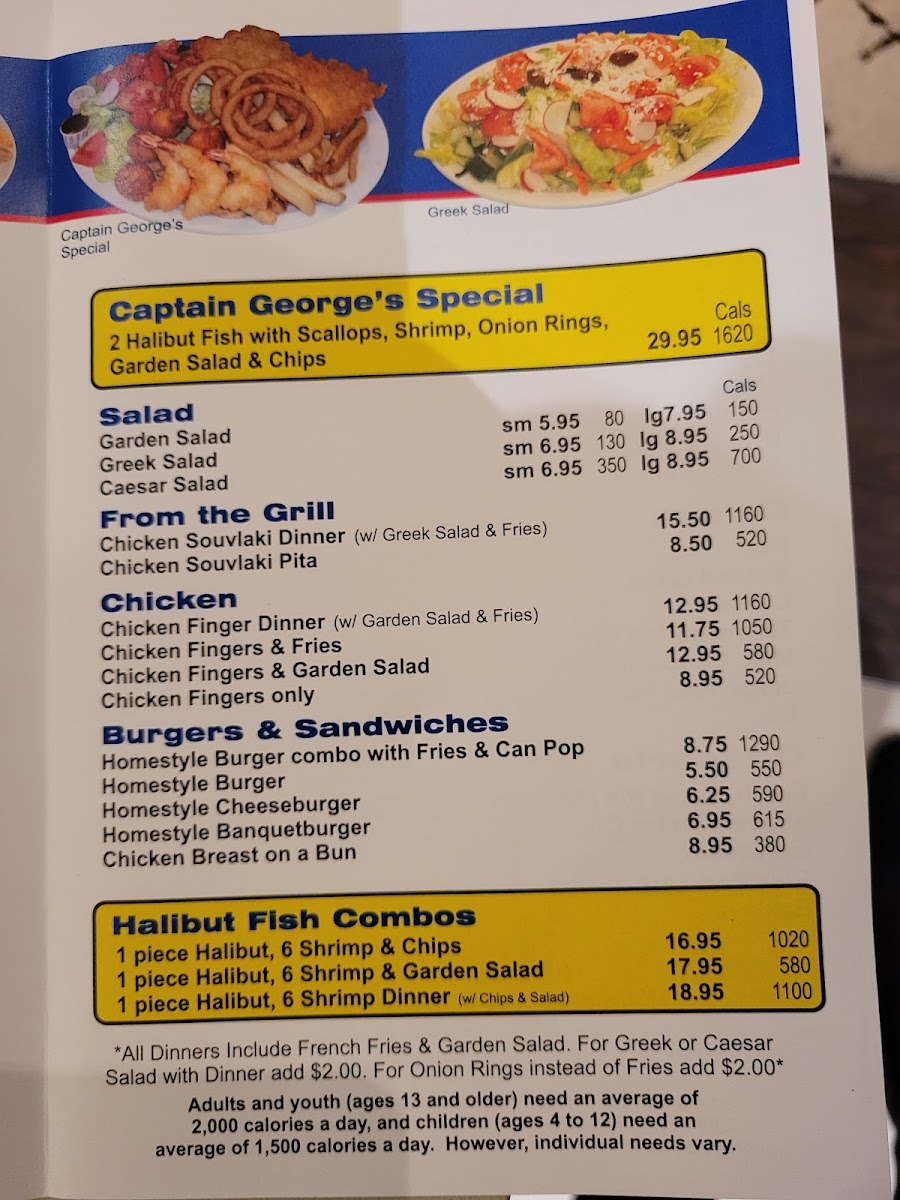 Captain George's
Special
Greek Salad
Captain George's Special
Cals
2 Halibut Fish with Scallops, Shrimp, Onion Rings,
Garden Salad & Chips 29.95 1620
Cals
Salad
Garden Salad sm 5.95 80 lg7.95 150
Greek Salad sm 6.95 130 lg 8.95 250
Caesar Salad sm 6.95 350 lg 8.95 700
From the Grill
Chicken Souvlaki Dinner (w/ Greek Salad & Fries) 15.50 1160
Chicken Souvlaki Pita 8.50 520
Chicken
Chicken Finger Dinner (w/ Garden Salad & Fries) 12.95 1160
Chicken Fingers & Fries 11.75 1050
Chicken Fingers & Garden Salad 12.95 580
Chicken Fingers only 8.95 520
Burgers & Sandwiches
Homestyle Burger combo with Fries & Can Pop 8.75 1290
Homestyle Burger 5.50 550
Homestyle Cheeseburger 6.25 590
Homestyle Banquetburger 6.95 615
Chicken Breast on a Bun 8.95 380
Halibut Fish Combos
1 piece Halibut, 6 Shrimp & Chips 16.95 1020
1 piece Halibut, 6 Shrimp & Garden Salad 17.95 580
1 piece Halibut, 6 Shrimp Dinner (w/ Chips & Salad) 18.95 1100
*All Dinners Include French Fries & Garden Salad. For Greek or Caesar
Salad with Dinner add $2.00. For Onion Rings instead of Fries add $2.00*
Adults and youth (ages 13 and older) need an average of
2,000 calories a day, and children (ages 4 to 12) need an
average of 1,500 calories a day. However, individual needs vary.